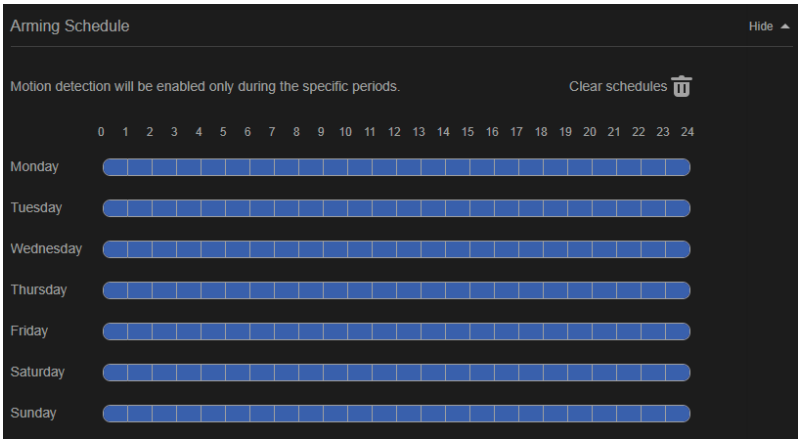 Arming Schedule Hide
Motion detection will be enabled only during the specific periods. Clear schedules
0 1 2 3 4 5 6 7 8 9 10 11 12 13 14 15 16 17 18 19 20 21 22 23 24
Monday
Tuesday
Wednesday
Thursday
Friday
Saturday
Sunday